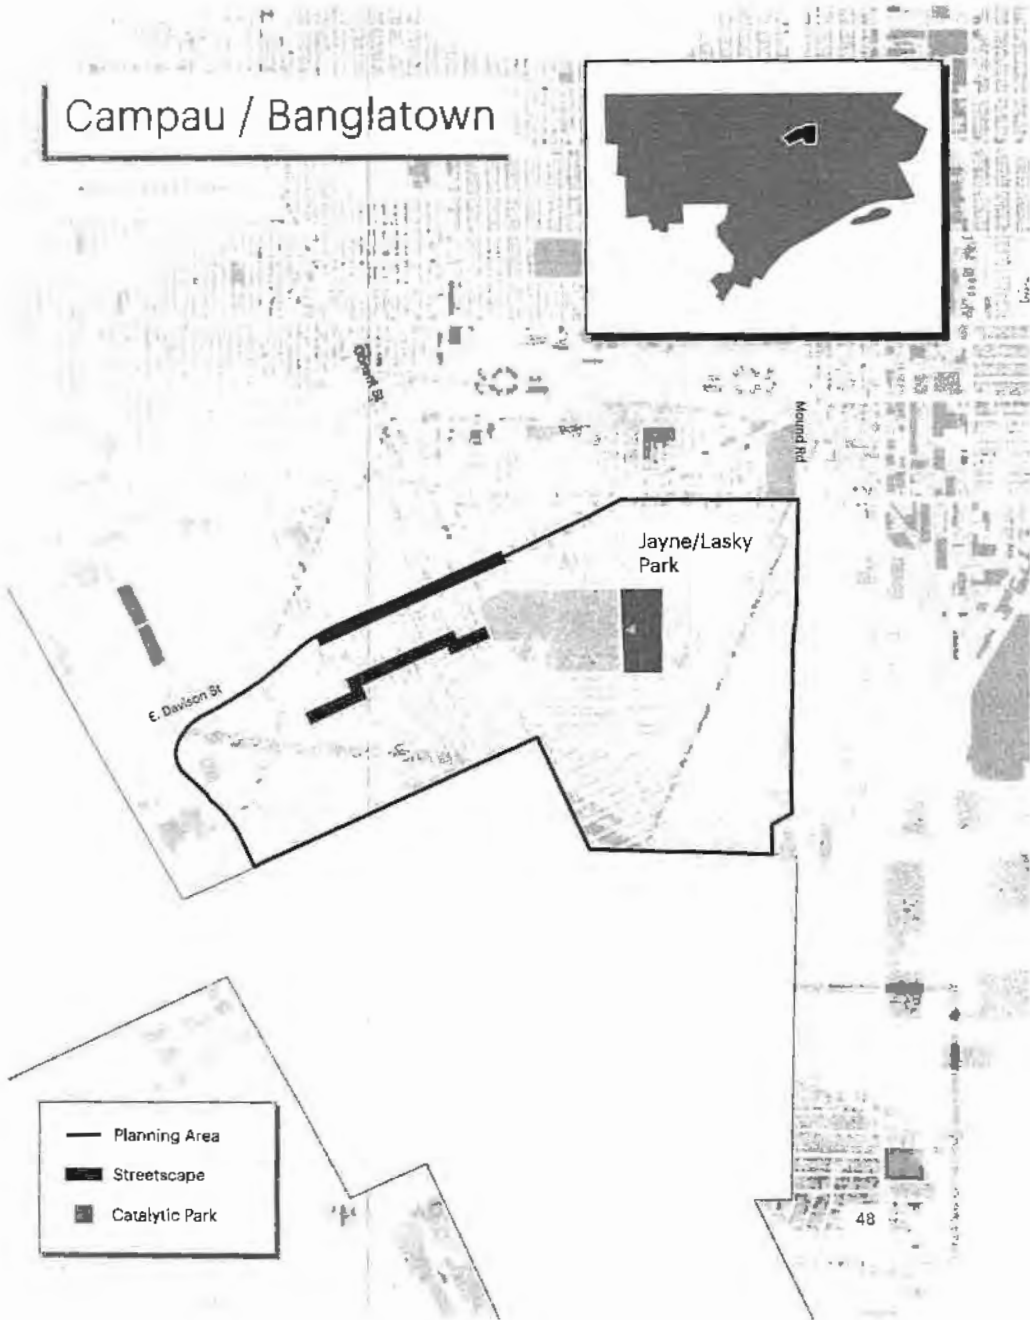 Campau / Banglatown
Conant St
Mound Rd
Jayne/Lasky
Park
E. Davison St
Planning Area
Streetscape
Catalytic Park
48